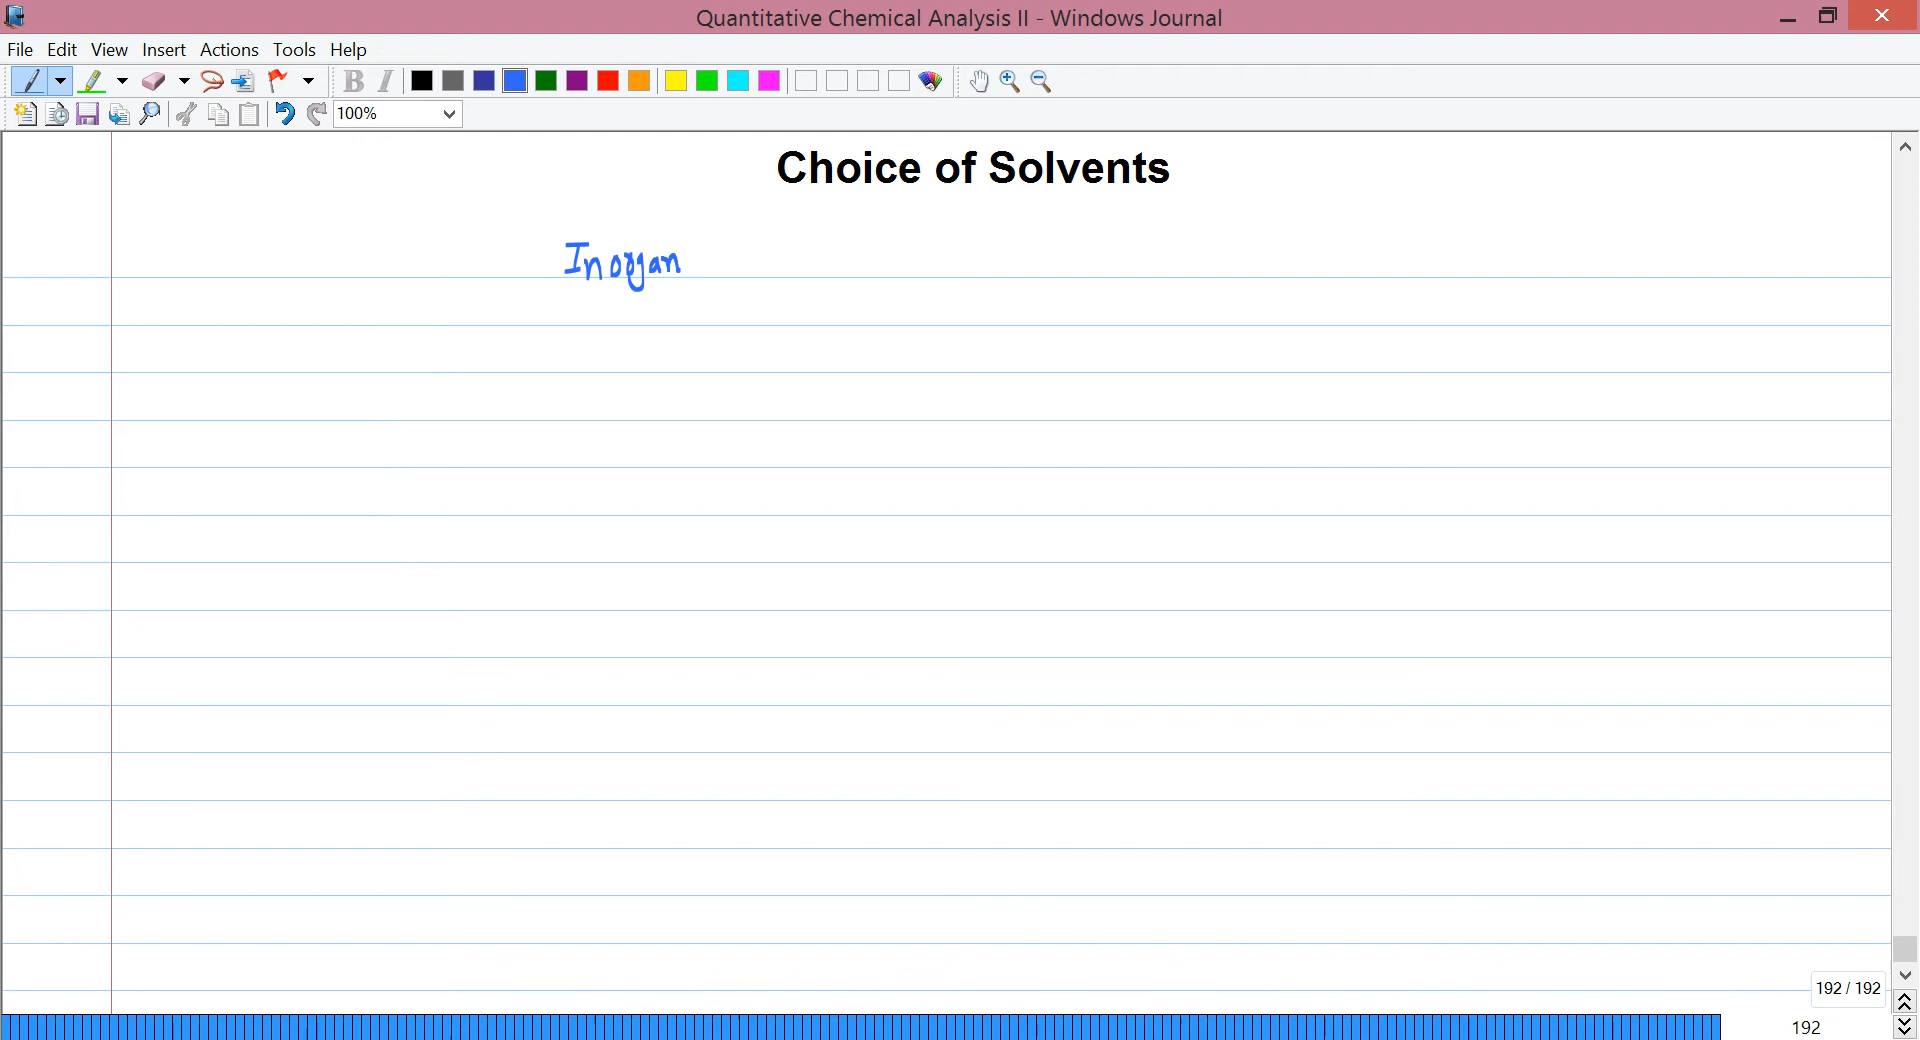 Quantitative Chemical Analysis II - Windows Journal
File Edit View Insert Actions Tools Help
B I
100%
Choice of Solvents
Inorgan
192 / 192
192